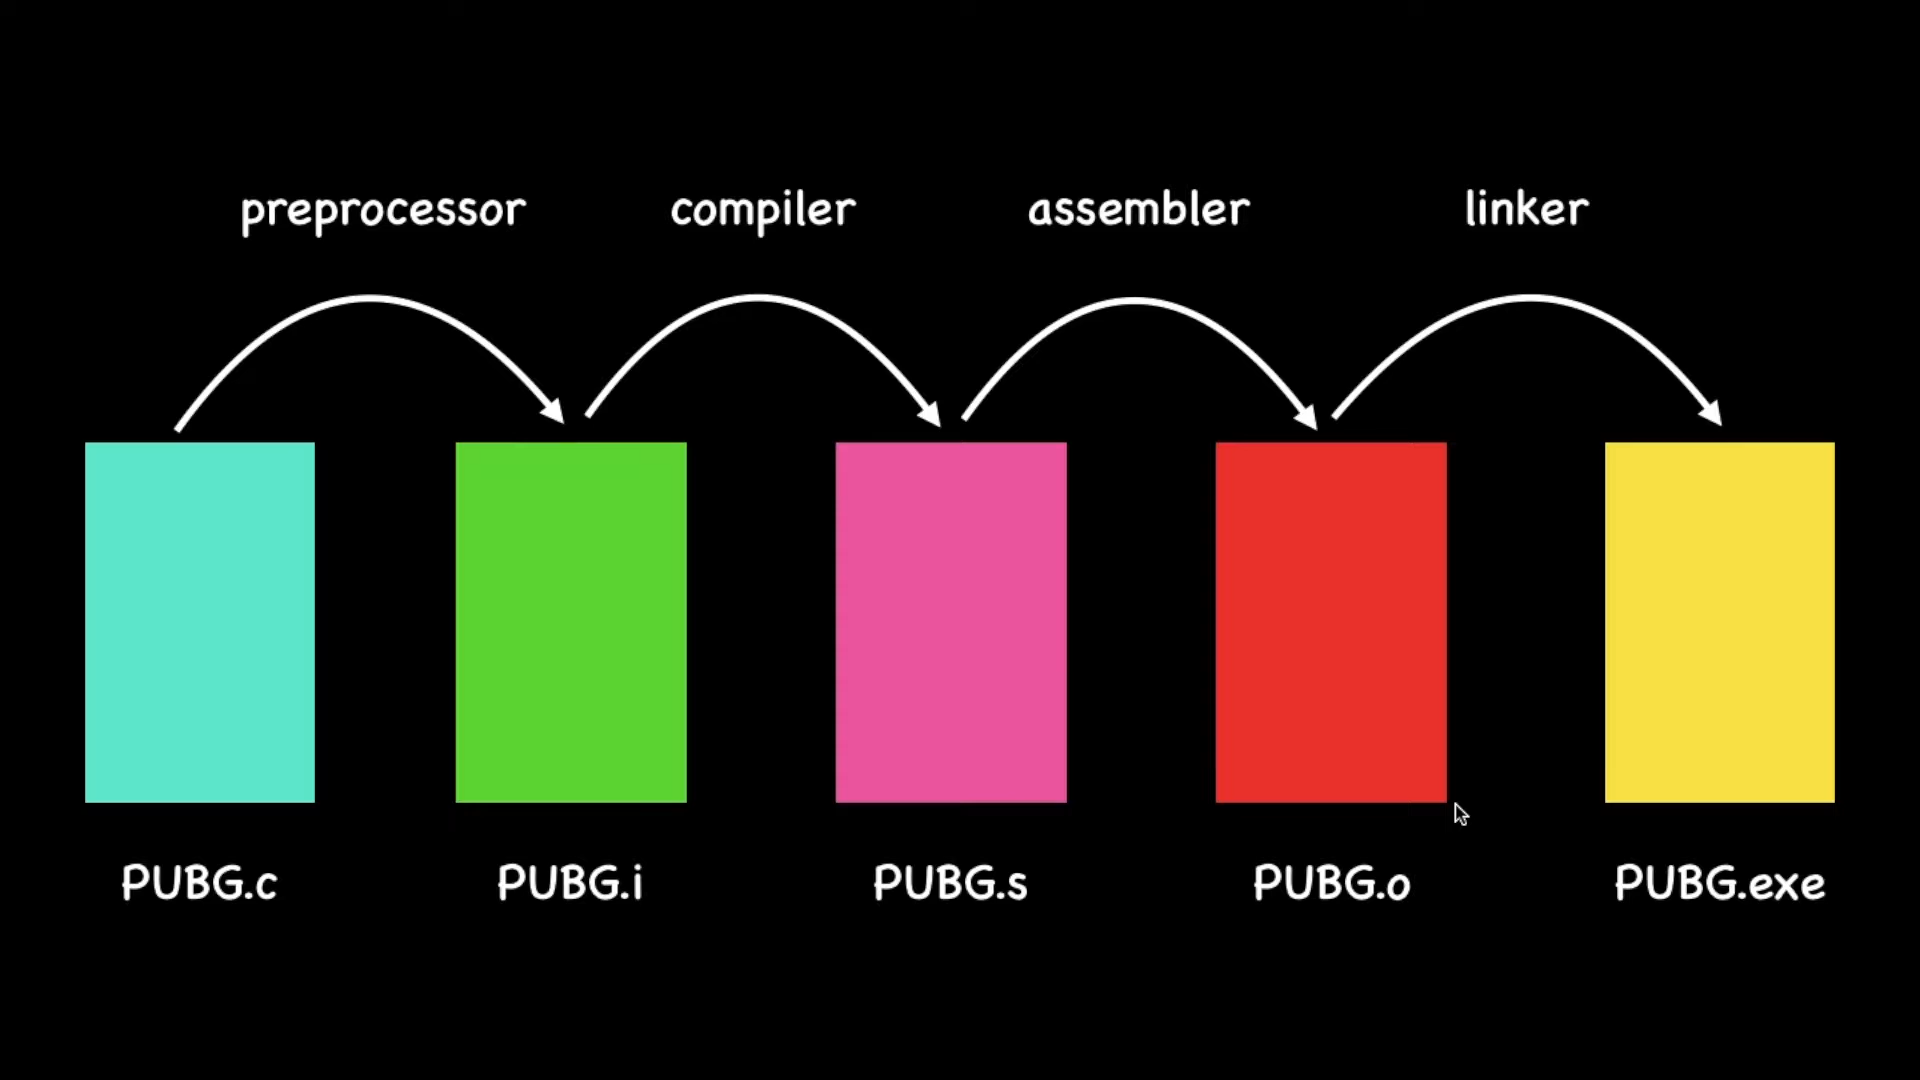 preprocessor
compiler
assembler
linker
PUBG.c
PUBG.i
PUBG.s
PUBG.o
PUBG.exe